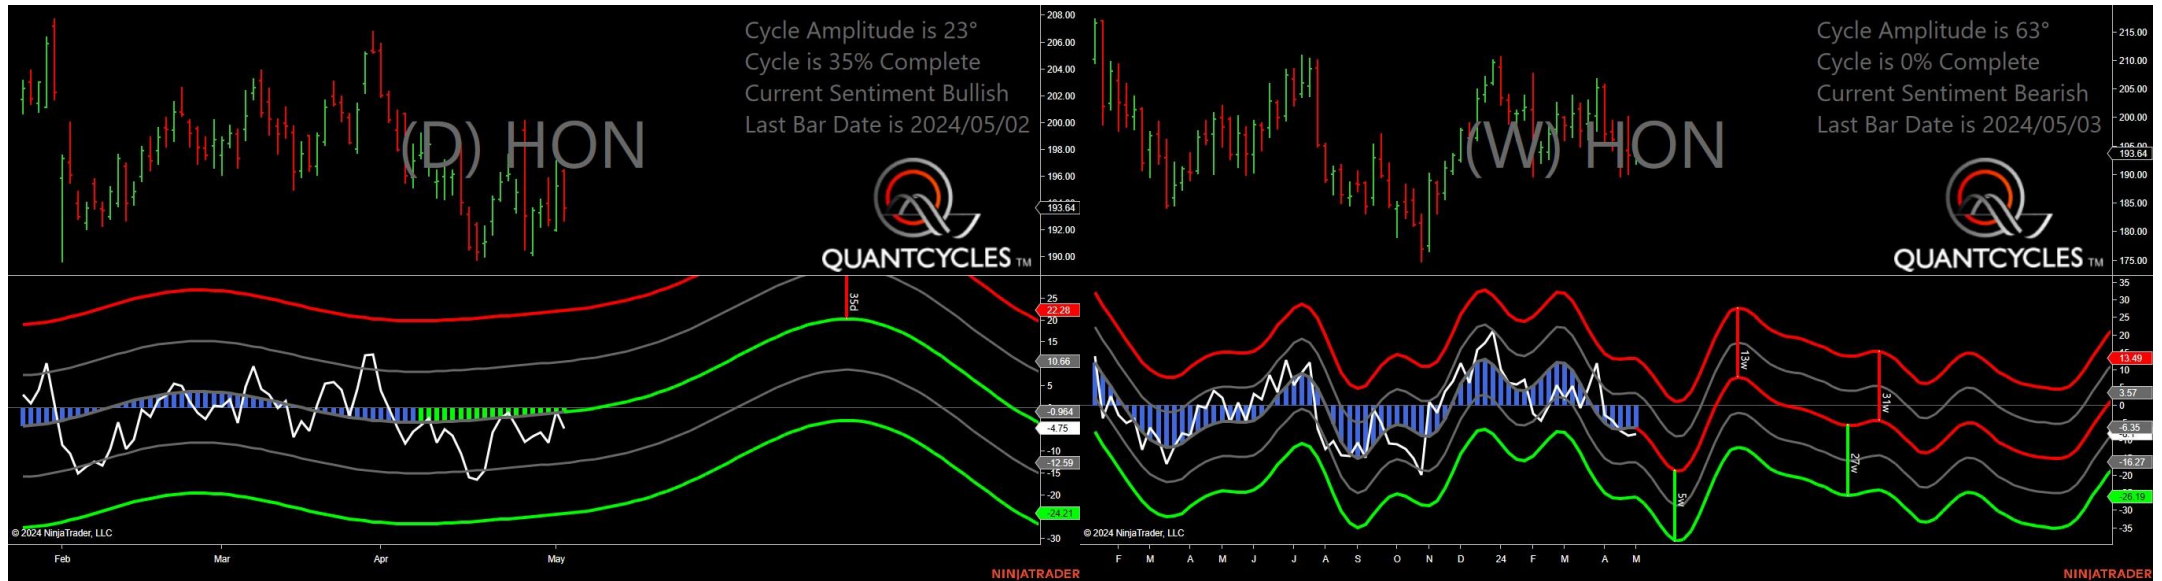 Cycle Amplitude is 23°
Cycle is 35% Complete
Current Sentiment Bullish
Last Bar Date is 2024/05/02
(D) HON
QUANTCYCLES TM
208.00
206.00
204.00
202.00
200.00
198.00
196.00
193.64
192.00
190.00
35d
25
22.28
20
10.66
5
-0.964
-4.75
-10
-12.59
-15
-20
-24.21
-30
© 2024 NinjaTrader, LLC
Feb Mar Apr May
NINJATRADER
Cycle Amplitude is 63°
Cycle is 0% Complete
Current Sentiment Bearish
Last Bar Date is 2024/05/03
(W) HON
QUANTCYCLES TM
215.00
210.00
205.00
200.00
193.64
190.00
185.00
180.00
175.00
5w
13w
27w
31w
35
30
25
20
13.49
10
3.57
0
-6.35
-16.27
-20
-26.19
-30
-35
© 2024 NinjaTrader, LLC
F M A M J J A S O N D 24 F M A M
NINJATRADER